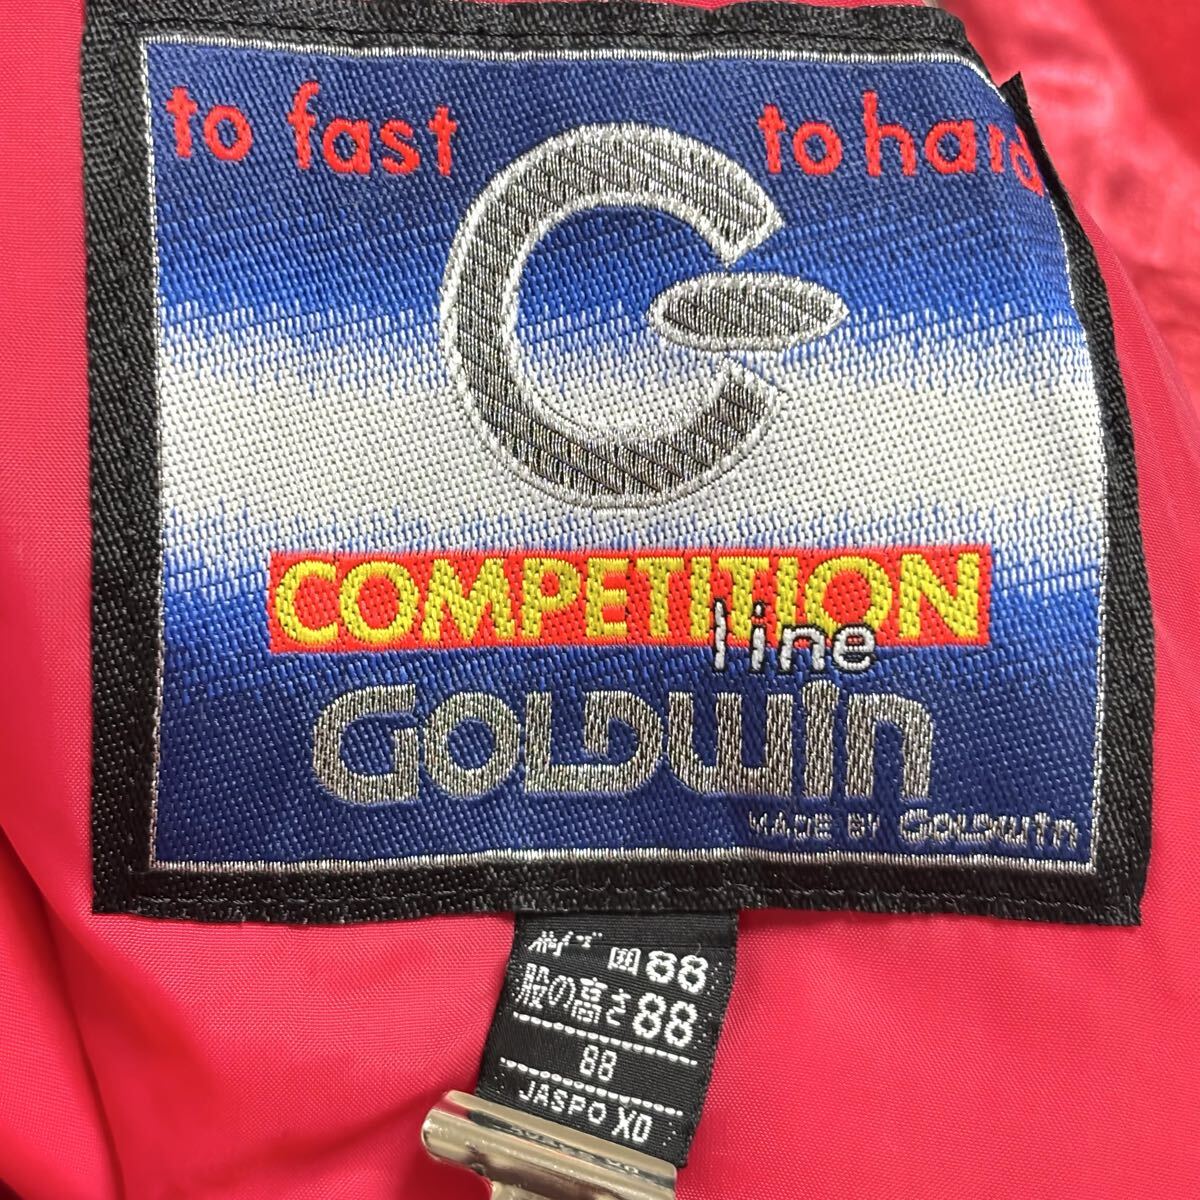 to fast to hard
COMPETITION
line
GOLDWIN
MADE BY GOLDWIN
囲88
股の高さ88
88
JASPO XO